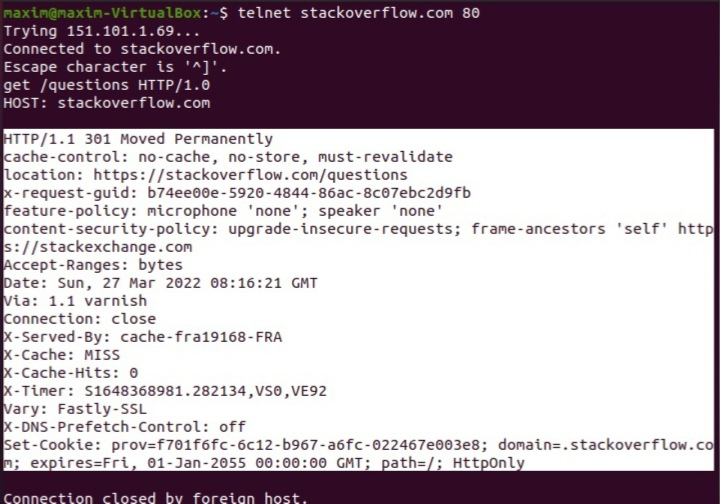 maxim@maxim-VirtualBox:~$ telnet stackoverflow.com 80
Trying 151.101.1.69...
Connected to stackoverflow.com.
Escape character is '^]'.
get /questions HTTP/1.0
HOST: stackoverflow.com
HTTP/1.1 301 Moved Permanently
cache-control: no-cache, no-store, must-revalidate
location: https://stackoverflow.com/questions
x-request-guid: b74ee00e-5920-4844-86ac-8c07ebc2d9fb
feature-policy: microphone 'none'; speaker 'none'
content-security-policy: upgrade-insecure-requests; frame-ancestors 'self' http
s://stackexchange.com
Accept-Ranges: bytes
Date: Sun, 27 Mar 2022 08:16:21 GMT
Via: 1.1 varnish
Connection: close
X-Served-By: cache-fra19168-FRA
X-Cache: MISS
X-Cache-Hits: 0
X-Timer: S1648368981.282134,VS0,VE92
Vary: Fastly-SSL
X-DNS-Prefetch-Control: off
Set-Cookie: prov=f701f6fc-6c12-b967-a6fc-022467e003e8; domain=.stackoverflow.co
m; expires=Fri, 01-Jan-2055 00:00:00 GMT; path=/; HttpOnly
Connection closed by foreign host.